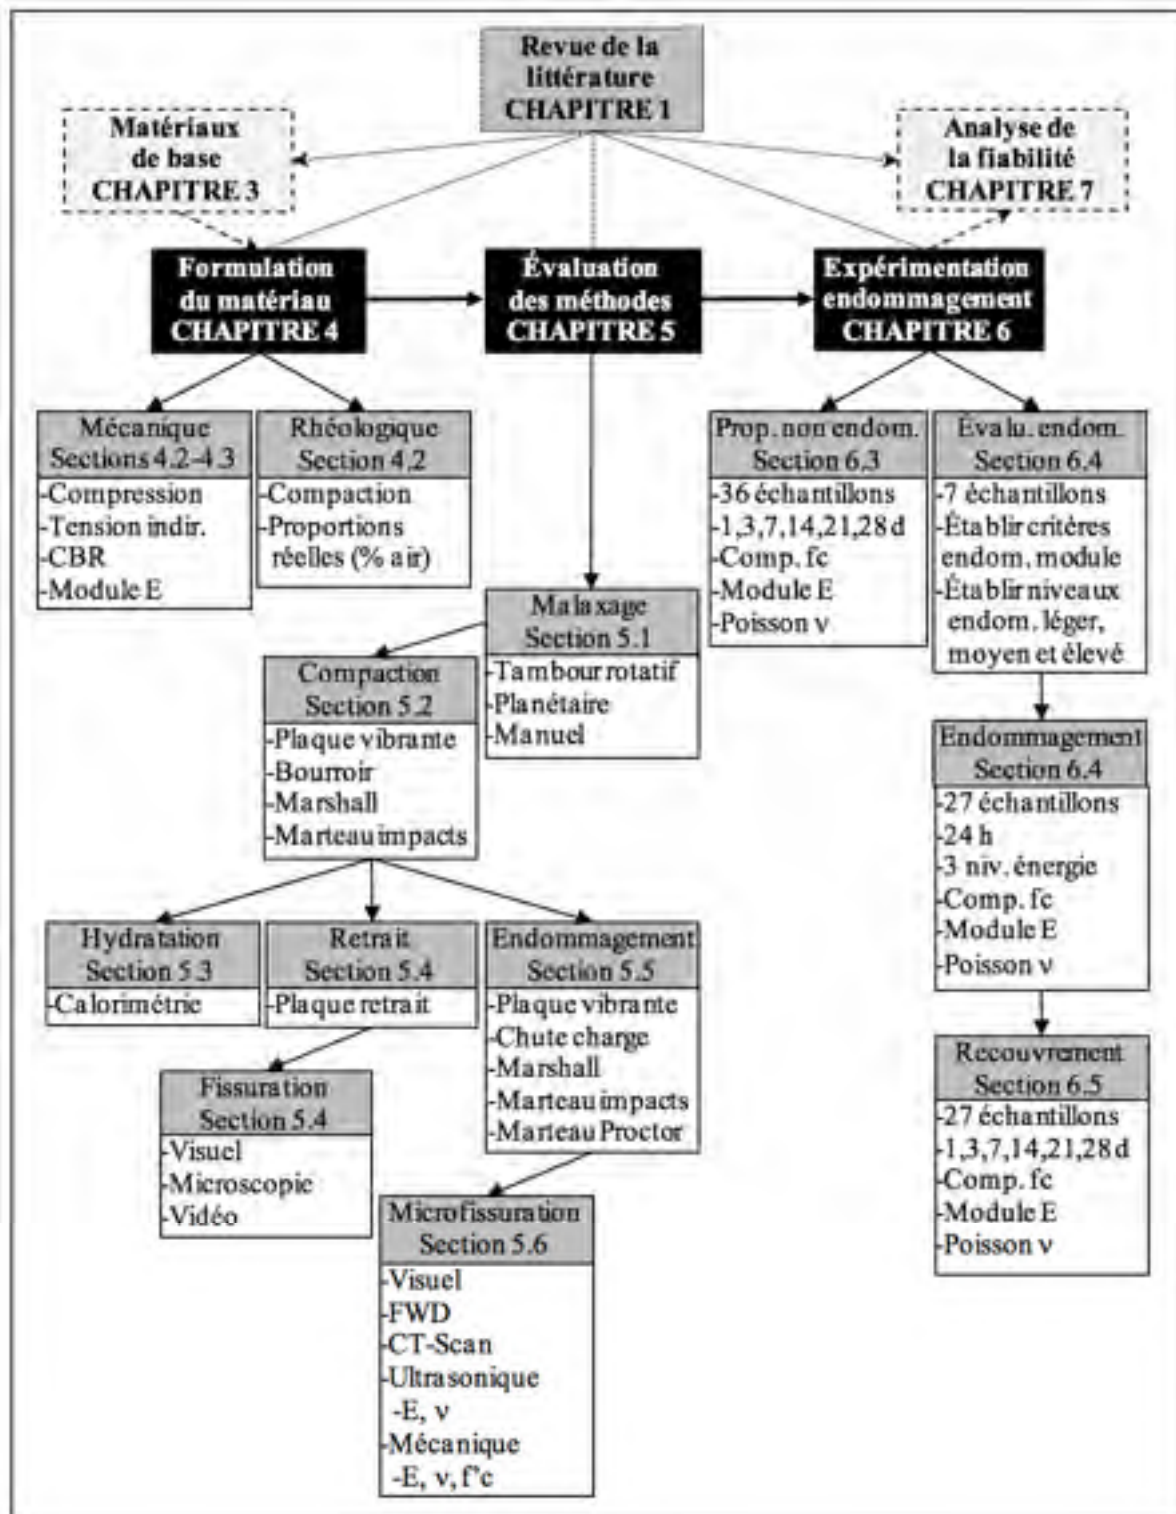 Revue de la
littérature
CHAPITRE 1
Matériaux
de base
CHAPITRE 3
Analyse de
la fiabilité
CHAPITRE 7
Formulation
du matériau
CHAPITRE 4
Évaluation
des méthodes
CHAPITRE 5
Expérimentation
endommagement
CHAPITRE 6
Mécanique
Sections 4.2-4.3
-Compression
-Tension indir.
-CBR
-Module E
Rhéologique
Section 4.2
-Compaction
-Proportions
réelles (% air)
Prop. non endom.
Section 6.3
-36 échantillons
-1,3,7,14,21,28 d
-Comp. fc
-Module E
-Poisson ν
Évalu. endom.
Section 6.4
-7 échantillons
-Établir critères
endom. module
-Établir niveaux
endom. léger,
moyen et élevé
Malaxage
Section 5.1
-Tambour rotatif
-Planétaire
-Manuel
Compaction
Section 5.2
-Plaque vibrante
-Bourroir
-Marshall
-Marteau impacts
Endommagement
Section 6.4
-27 échantillons
-24 h
-3 niv. énergie
-Comp. fc
-Module E
-Poisson ν
Hydratation
Section 5.3
-Calorimétrie
Retrait
Section 5.4
-Plaque retrait
Endommagement
Section 5.5
-Plaque vibrante
-Chute charge
-Marshall
-Marteau impacts
-Marteau Proctor
Recouvrement
Section 6.5
-27 échantillons
-1,3,7,14,21,28 d
-Comp. fc
-Module E
-Poisson ν
Fissuration
Section 5.4
-Visuel
-Microscopie
-Vidéo
Microfissuration
Section 5.6
-Visuel
-FWD
-CT-Scan
-Ultrasonique
-E, ν
-Mécanique
-E, ν, f'c